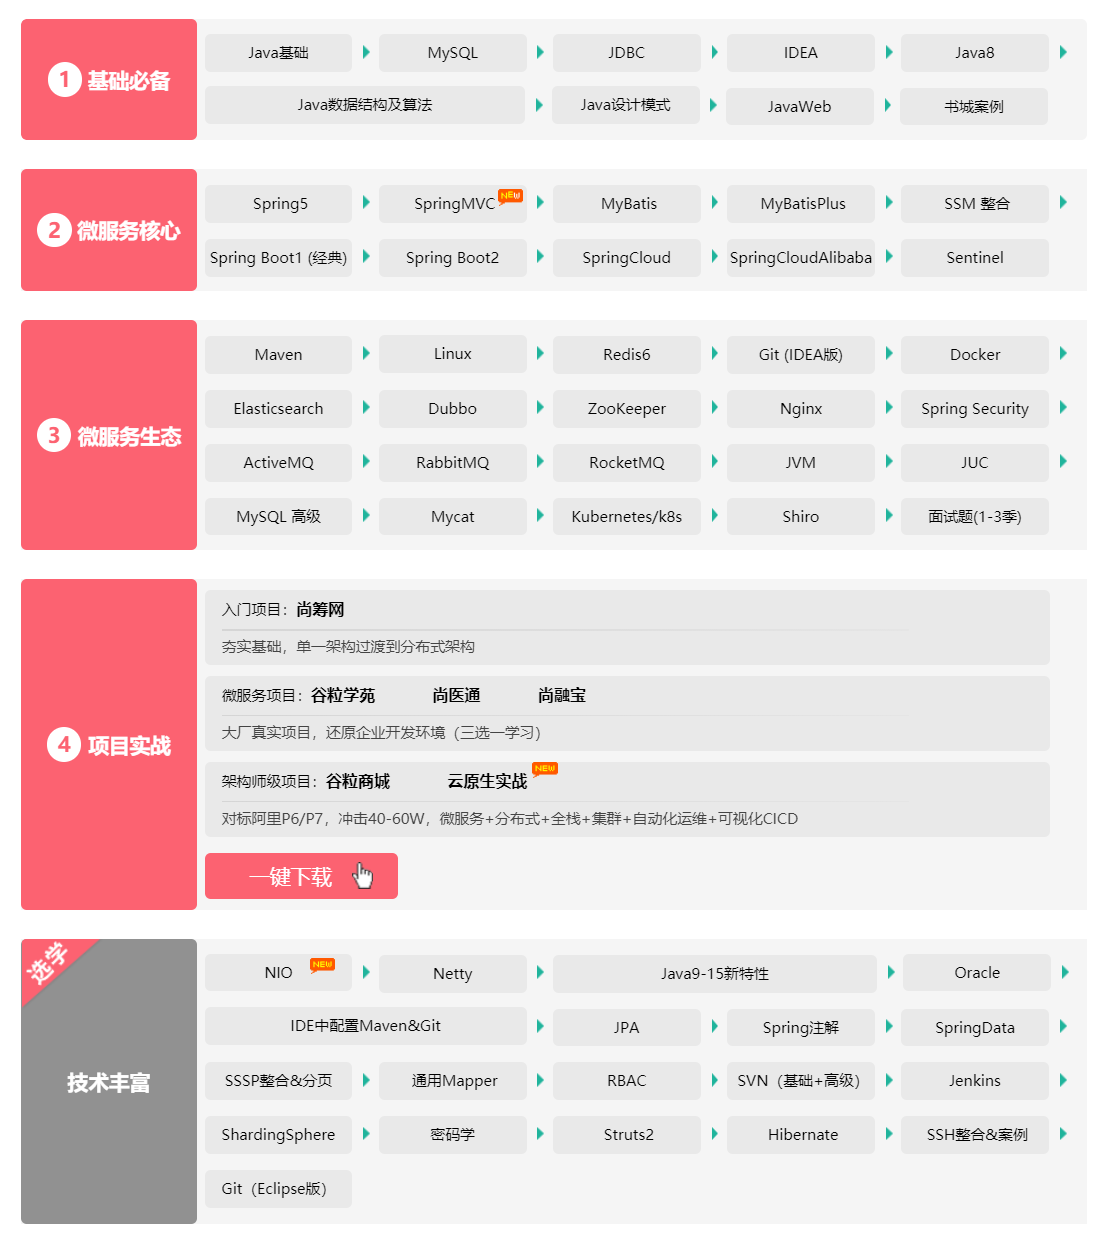 1 基础必备
Java基础 MySQL JDBC IDEA Java8
Java数据结构及算法 Java设计模式 JavaWeb 书城案例
2 微服务核心
Spring5 SpringMVC NEW MyBatis MyBatisPlus SSM 整合
Spring Boot1 (经典) Spring Boot2 SpringCloud SpringCloudAlibaba Sentinel
3 微服务生态
Maven Linux Redis6 Git (IDEA版) Docker
Elasticsearch Dubbo ZooKeeper Nginx Spring Security
ActiveMQ RabbitMQ RocketMQ JVM JUC
MySQL 高级 Mycat Kubernetes/k8s Shiro 面试题(1-3季)
4 项目实战
入门项目：尚筹网
夯实基础，单一架构过渡到分布式架构
微服务项目：谷粒学苑 尚医通 尚融宝
大厂真实项目，还原企业开发环境（三选一学习）
架构师级项目：谷粒商城 云原生实战 NEW
对标阿里P6/P7，冲击40-60W，微服务+分布式+全栈+集群+自动化运维+可视化CICD
一键下载
选学
技术丰富
NIO NEW Netty Java9-15新特性 Oracle
IDE中配置Maven&Git JPA Spring注解 SpringData
SSSP整合&分页 通用Mapper RBAC SVN（基础+高级） Jenkins
ShardingSphere 密码学 Struts2 Hibernate SSH整合&案例
Git（Eclipse版）